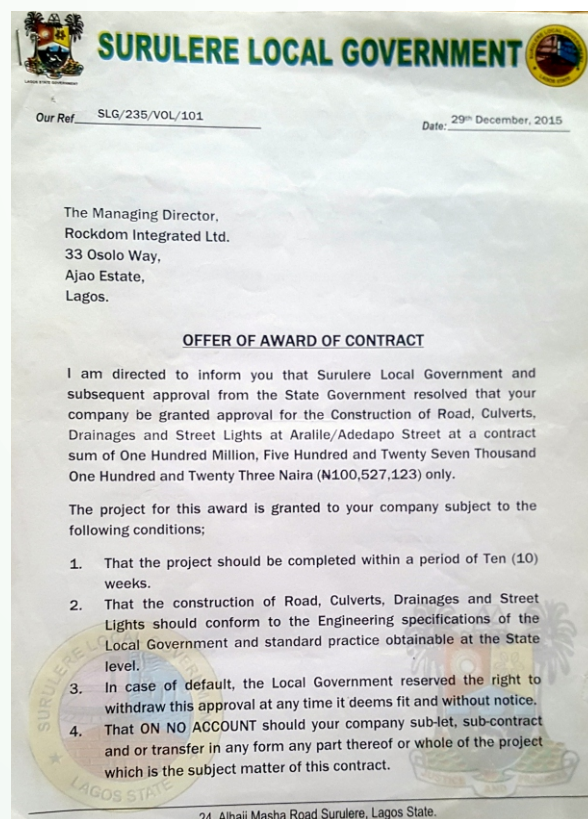 SURULERE LOCAL GOVERNMENT
LAGOS STATE GOVERNMENT
Our Ref SLG/235/VOL/101
Date: 29th December, 2015
The Managing Director,
Rockdom Integrated Ltd.
33 Osolo Way,
Ajao Estate,
Lagos.
OFFER OF AWARD OF CONTRACT
I am directed to inform you that Surulere Local Government and
subsequent approval from the State Government resolved that your
company be granted approval for the Construction of Road, Culverts,
Drainages and Street Lights at Aralile/Adedapo Street at a contract
sum of One Hundred Million, Five Hundred and Twenty Seven Thousand
One Hundred and Twenty Three Naira (₦100,527,123) only.
The project for this award is granted to your company subject to the
following conditions;
1. That the project should be completed within a period of Ten (10)
weeks.
2. That the construction of Road, Culverts, Drainages and Street
Lights should conform to the Engineering specifications of the
Local Government and standard practice obtainable at the State
level.
3. In case of default, the Local Government reserved the right to
withdraw this approval at any time it deems fit and without notice.
4. That ON NO ACCOUNT should your company sub-let, sub-contract
and or transfer in any form any part thereof or whole of the project
which is the subject matter of this contract.
SURULERE LOCAL GOVERN
LAGOS STATE
24, Alhaji Masha Road Surulere, Lagos State.